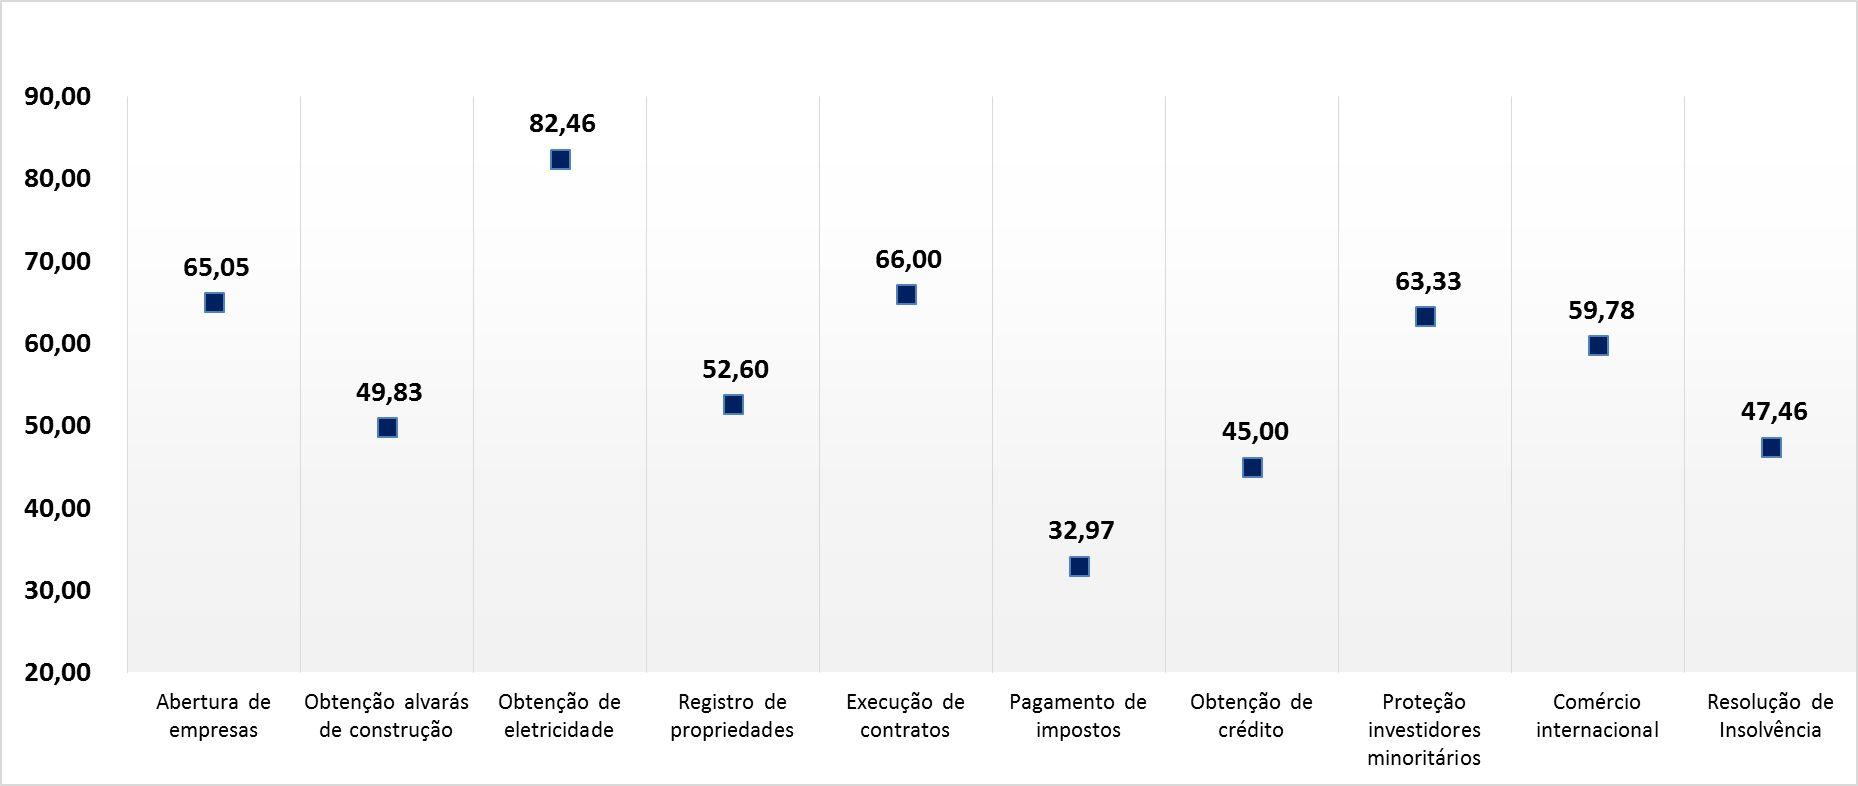 90,00
80,00
70,00
60,00
50,00
40,00
30,00
20,00
65,05
49,83
82,46
52,60
66,00
32,97
45,00
63,33
59,78
47,46
Abertura de
empresas
Obtenção alvarás
de construção
Obtenção de
eletricidade
Registro de
propriedades
Execução de
contratos
Pagamento de
impostos
Obtenção de
crédito
Proteção
investidores
minoritários
Comércio
internacional
Resolução de
Insolvência